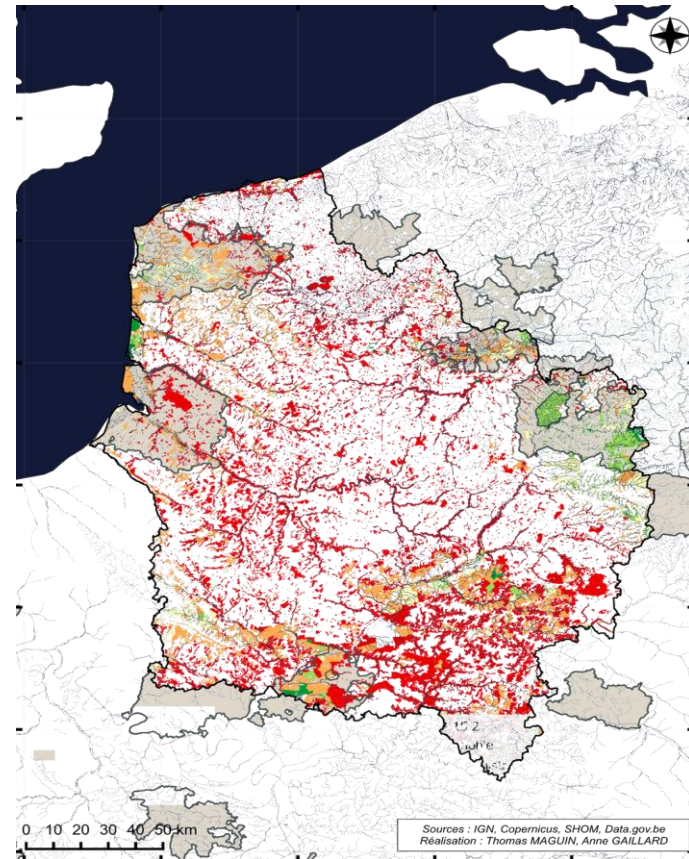 0 10 20 30 40 50 km
Sources : IGN, Copernicus, SHOM, Data.gov.be
Réalisation : Thomas MAGUIN, Anne GAILLARD